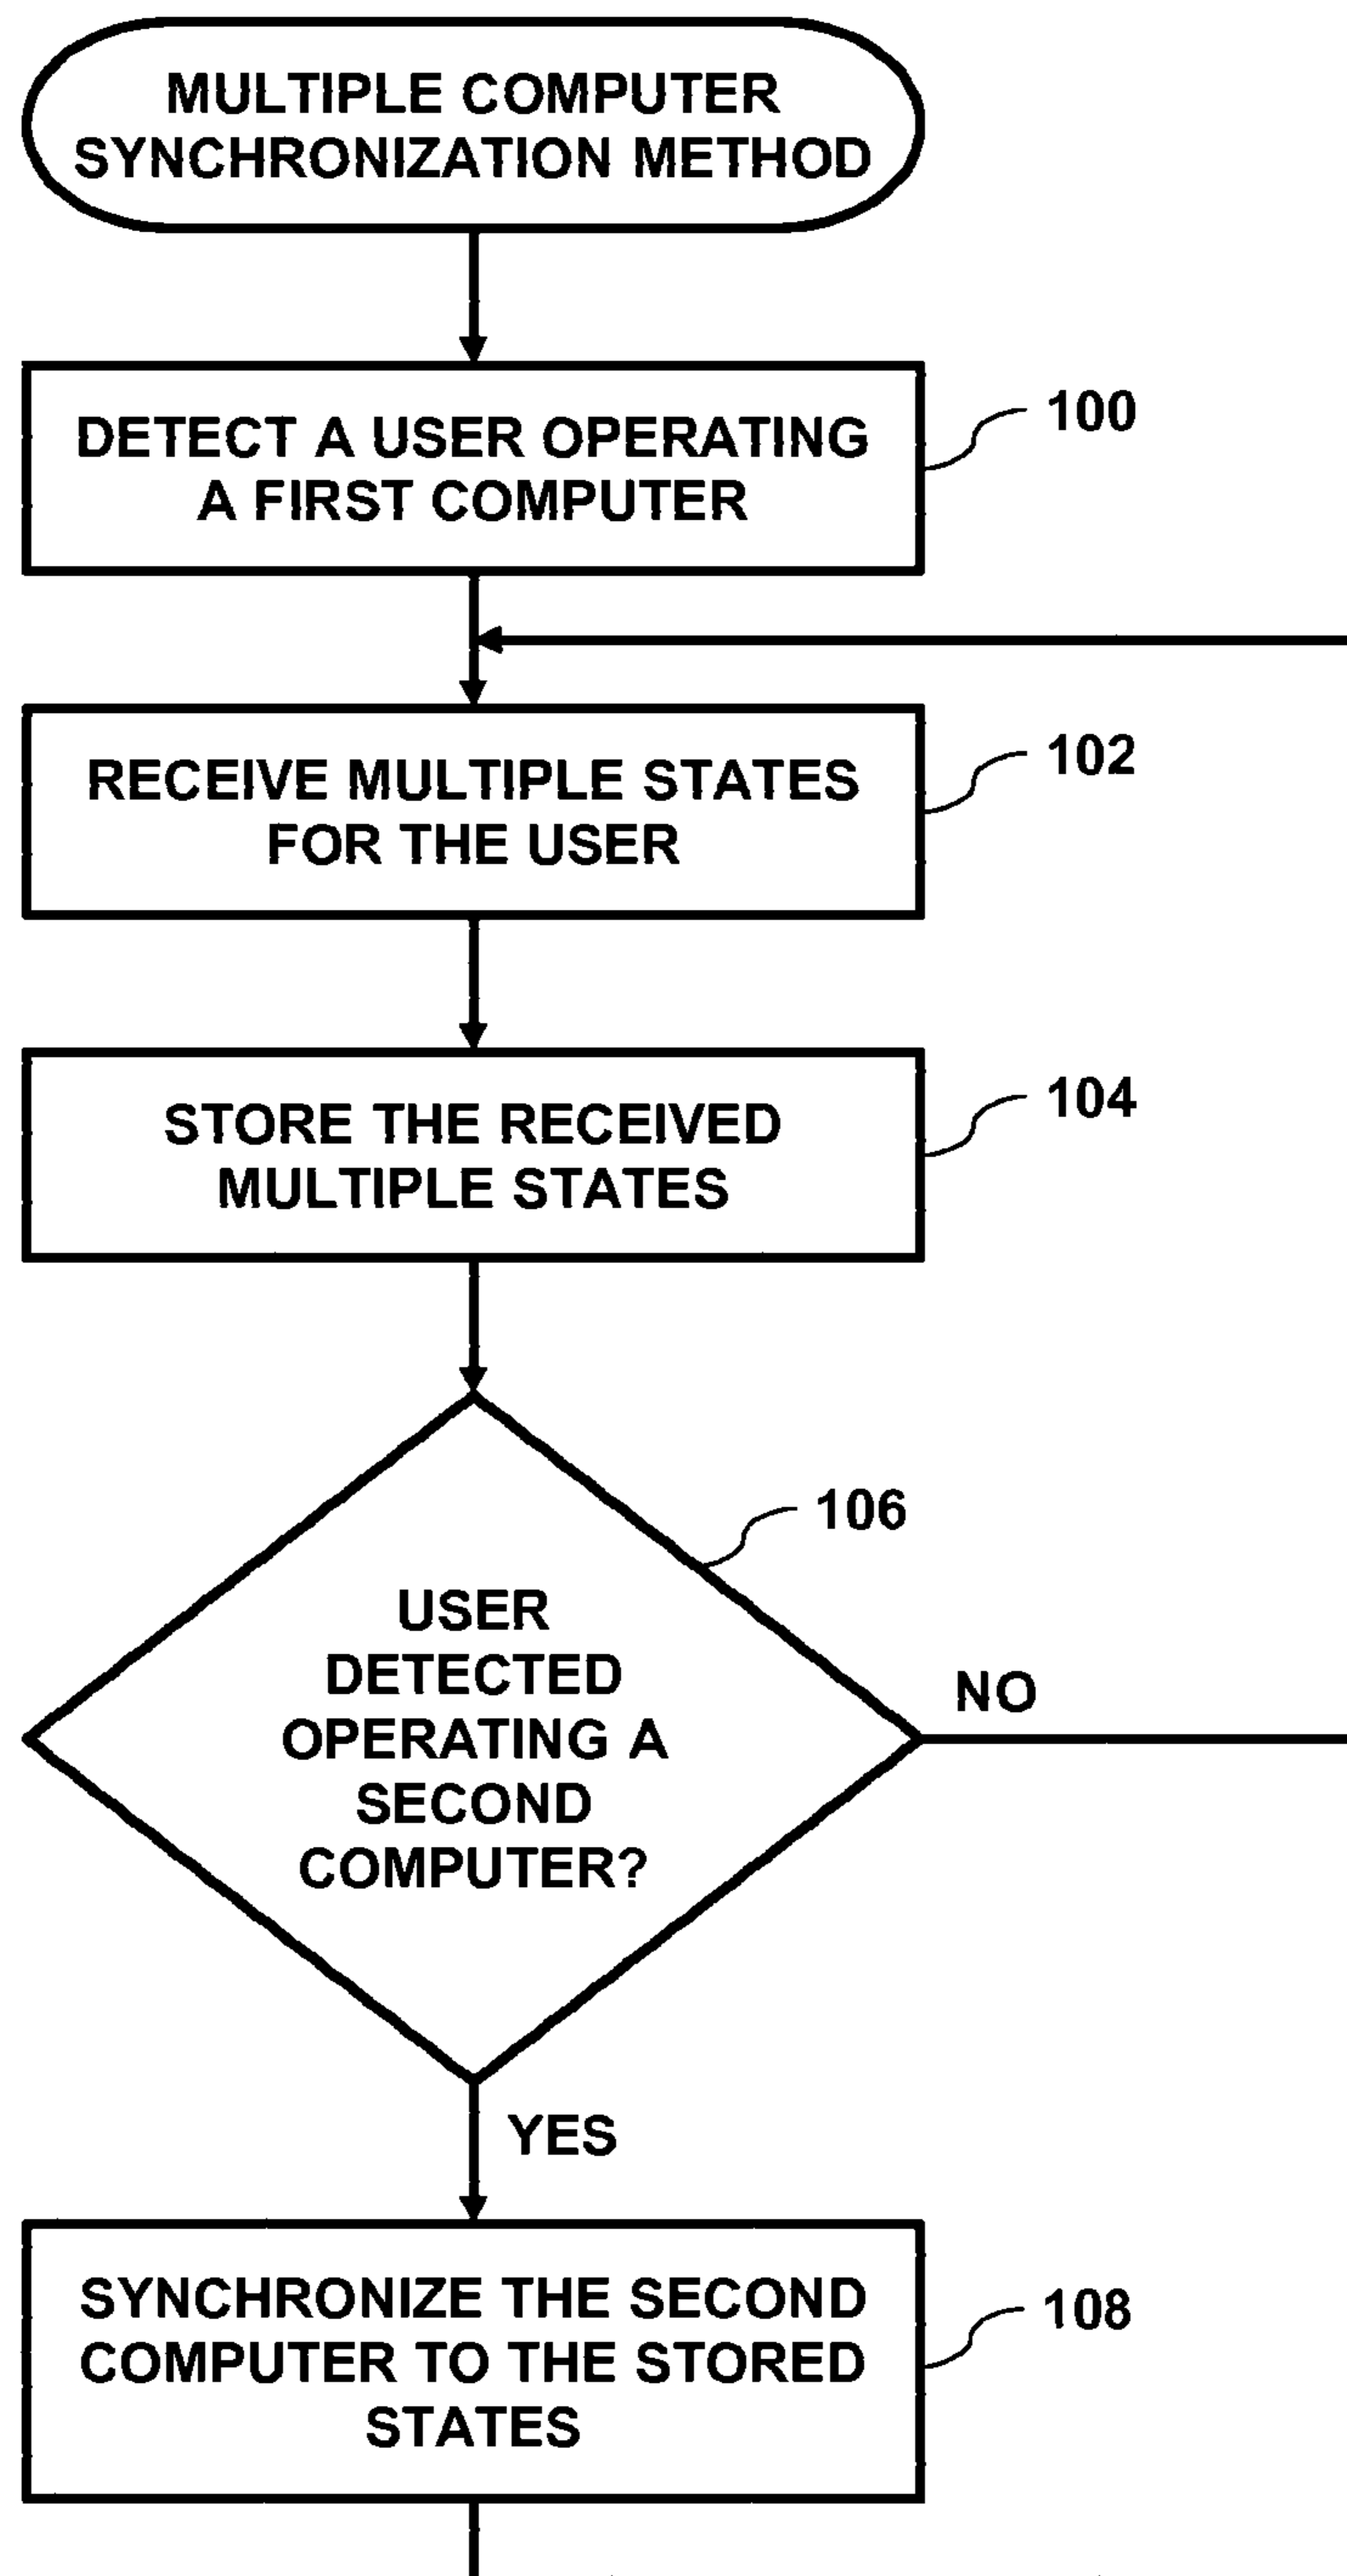 MULTIPLE COMPUTER
SYNCHRONIZATION METHOD
DETECT A USER OPERATING
A FIRST COMPUTER
100
RECEIVE MULTIPLE STATES
FOR THE USER
102
STORE THE RECEIVED
MULTIPLE STATES
104
106
USER
DETECTED
OPERATING A
SECOND
COMPUTER?
NO
YES
SYNCHRONIZE THE SECOND
COMPUTER TO THE STORED
STATES
108